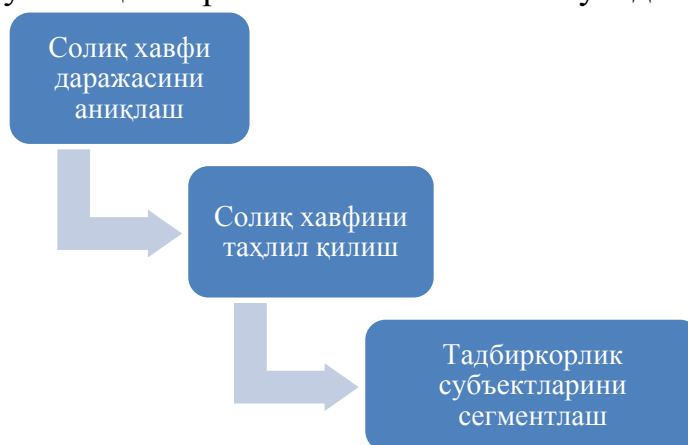 Солиқ хавфи
даражасини
аниқлаш
Солиқ хавфини
таҳлил қилиш
Тадбиркорлик
субъектларини
сегментлаш